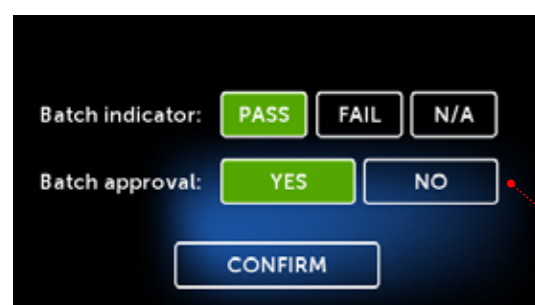 Batch indicator: PASS FAIL N/A
Batch approval: YES NO
CONFIRM